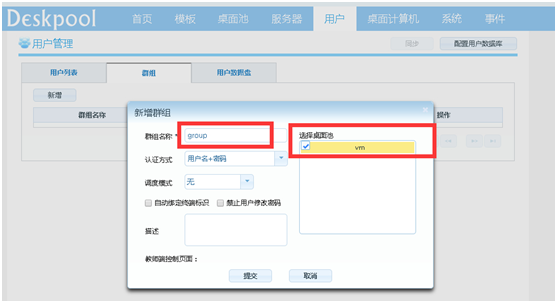 Deskpool 首页 模板 桌面池 服务器 用户 桌面计算机 系统 事件
用户管理 同步 配置用户数据库
用户列表 群组 用户数据盘
新增
群组名称 操作
新增群组
群组名称 * group 选择桌面池
vm
认证方式 用户名+密码
调度模式 无
自动绑定终端标识 禁止用户修改密码
描述
教师端控制页面：
提交 取消